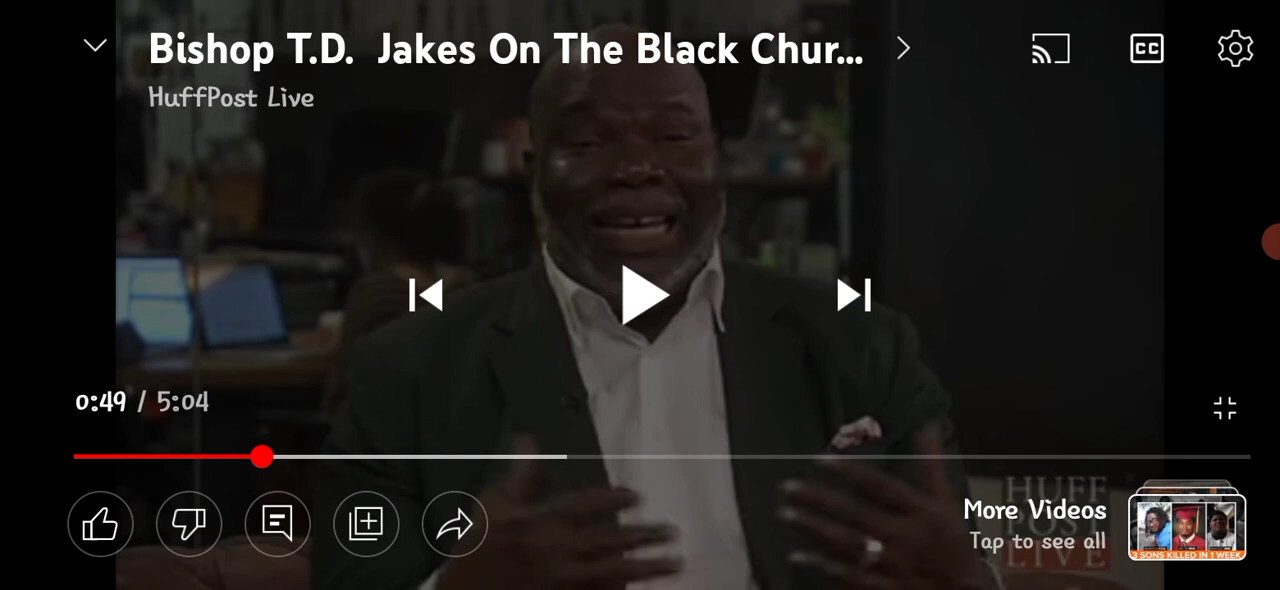 Bishop T.D. Jakes On The Black Chur...
HuffPost Live
CC
0:49 / 5:04
More Videos
Tap to see all
3 SONS KILLED IN 1 WEEK
HUFF
POST
LIVE